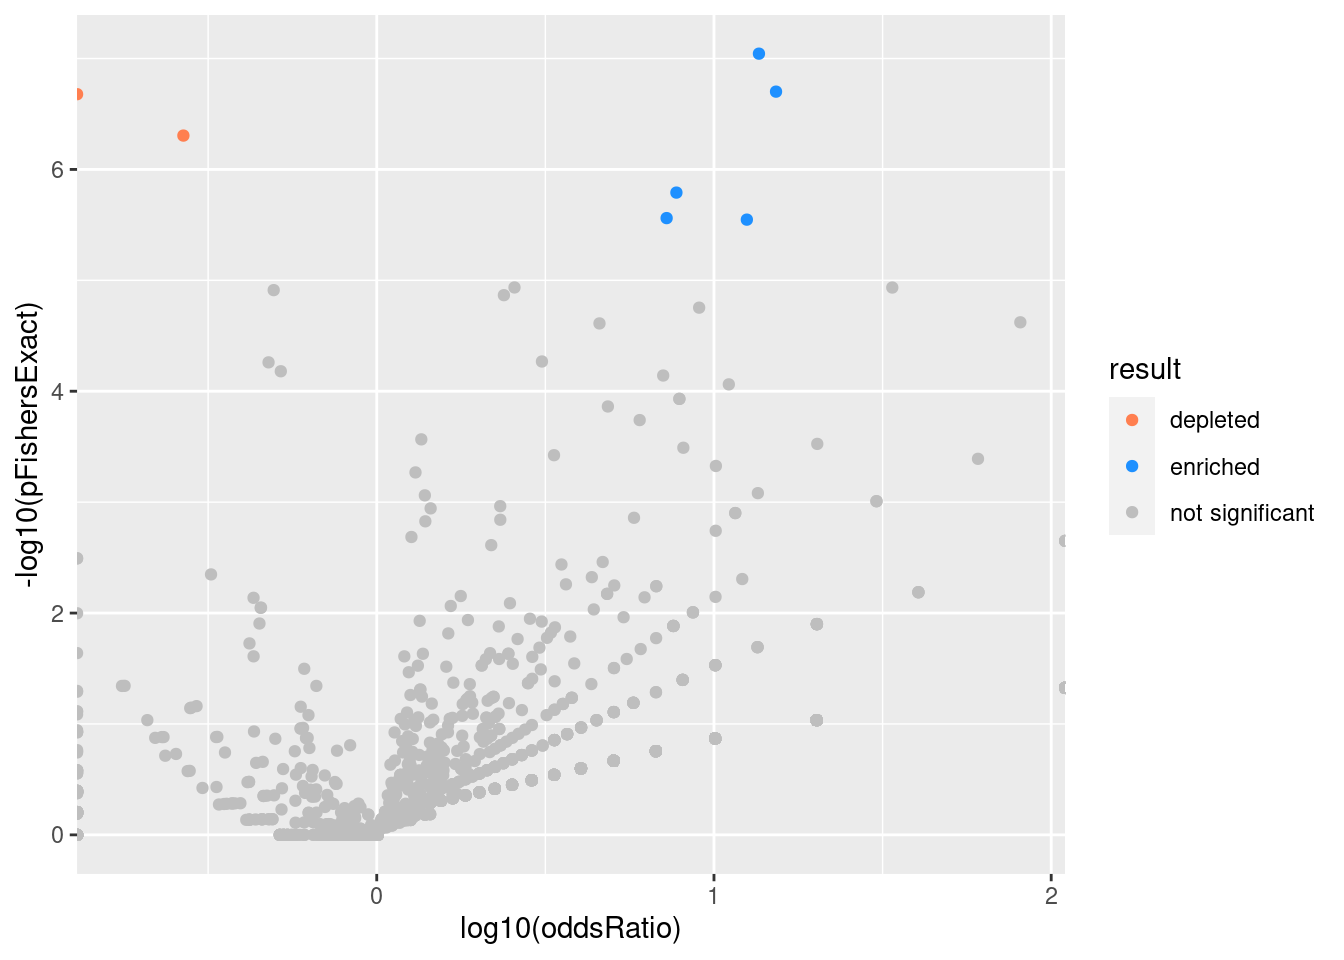 6
4
2
0
-log10(pFishersExact)
0
1
2
log10(oddsRatio)
result
depleted
enriched
not significant